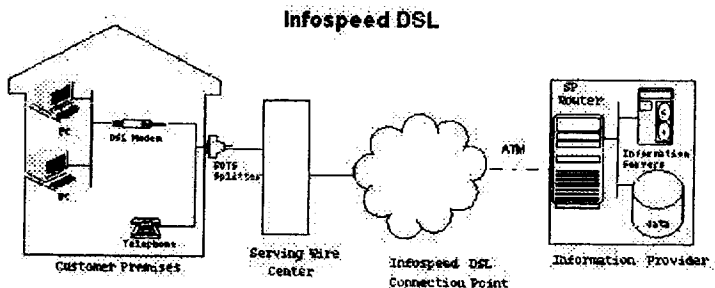 Infospeed DSL
PC
DSL Modem
PC
Telephone
Customer Premises
POTS
Splitter
Serving Wire
Center
Infospeed DSL
Connection Point
ATM
SP
Router
Information
Servers
data
Information Provider